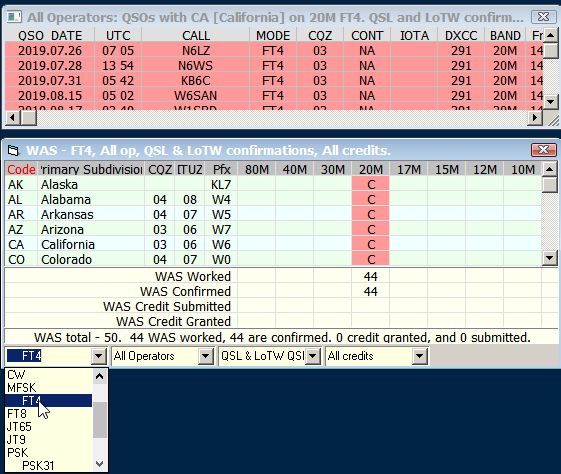 All Operators: QSOs with CA [California] on 20M FT4. QSL and LoTW confirm...
QSO DATE UTC CALL MODE CQZ CONT IOTA DXCC BAND Fr
2019.07.26 07 05 N6LZ FT4 03 NA 291 20M 14
2019.07.28 13 54 N6WS FT4 03 NA 291 20M 14
2019.07.31 05 42 KB6C FT4 03 NA 291 20M 14
2019.08.15 05 02 W6SAN FT4 03 NA 291 20M 14
2019.08.17 FT4 03 NA 291 20M 14
WAS - FT4, All op, QSL & LoTW confirmations, All credits.
Code rimary Subdivision CQZ ITUZ Pfx 80M 40M 30M 20M 17M 15M 12M 10M
AK Alaska KL7 C
AL Alabama 04 08 W4 C
AR Arkansas 04 07 W5 C
AZ Arizona 03 06 W7 C
CA California 03 06 W6 C
CO Colorado 04 07 W0 C
WAS Worked 44
WAS Confirmed 44
WAS Credit Submitted
WAS Credit Granted
WAS total - 50. 44 WAS worked, 44 are confirmed. 0 credit granted, and 0 submitted.
FT4 All Operators QSL & LoTW QSl All credits
CW
MFSK
FT4
FT8
JT65
JT9
PSK
PSK31